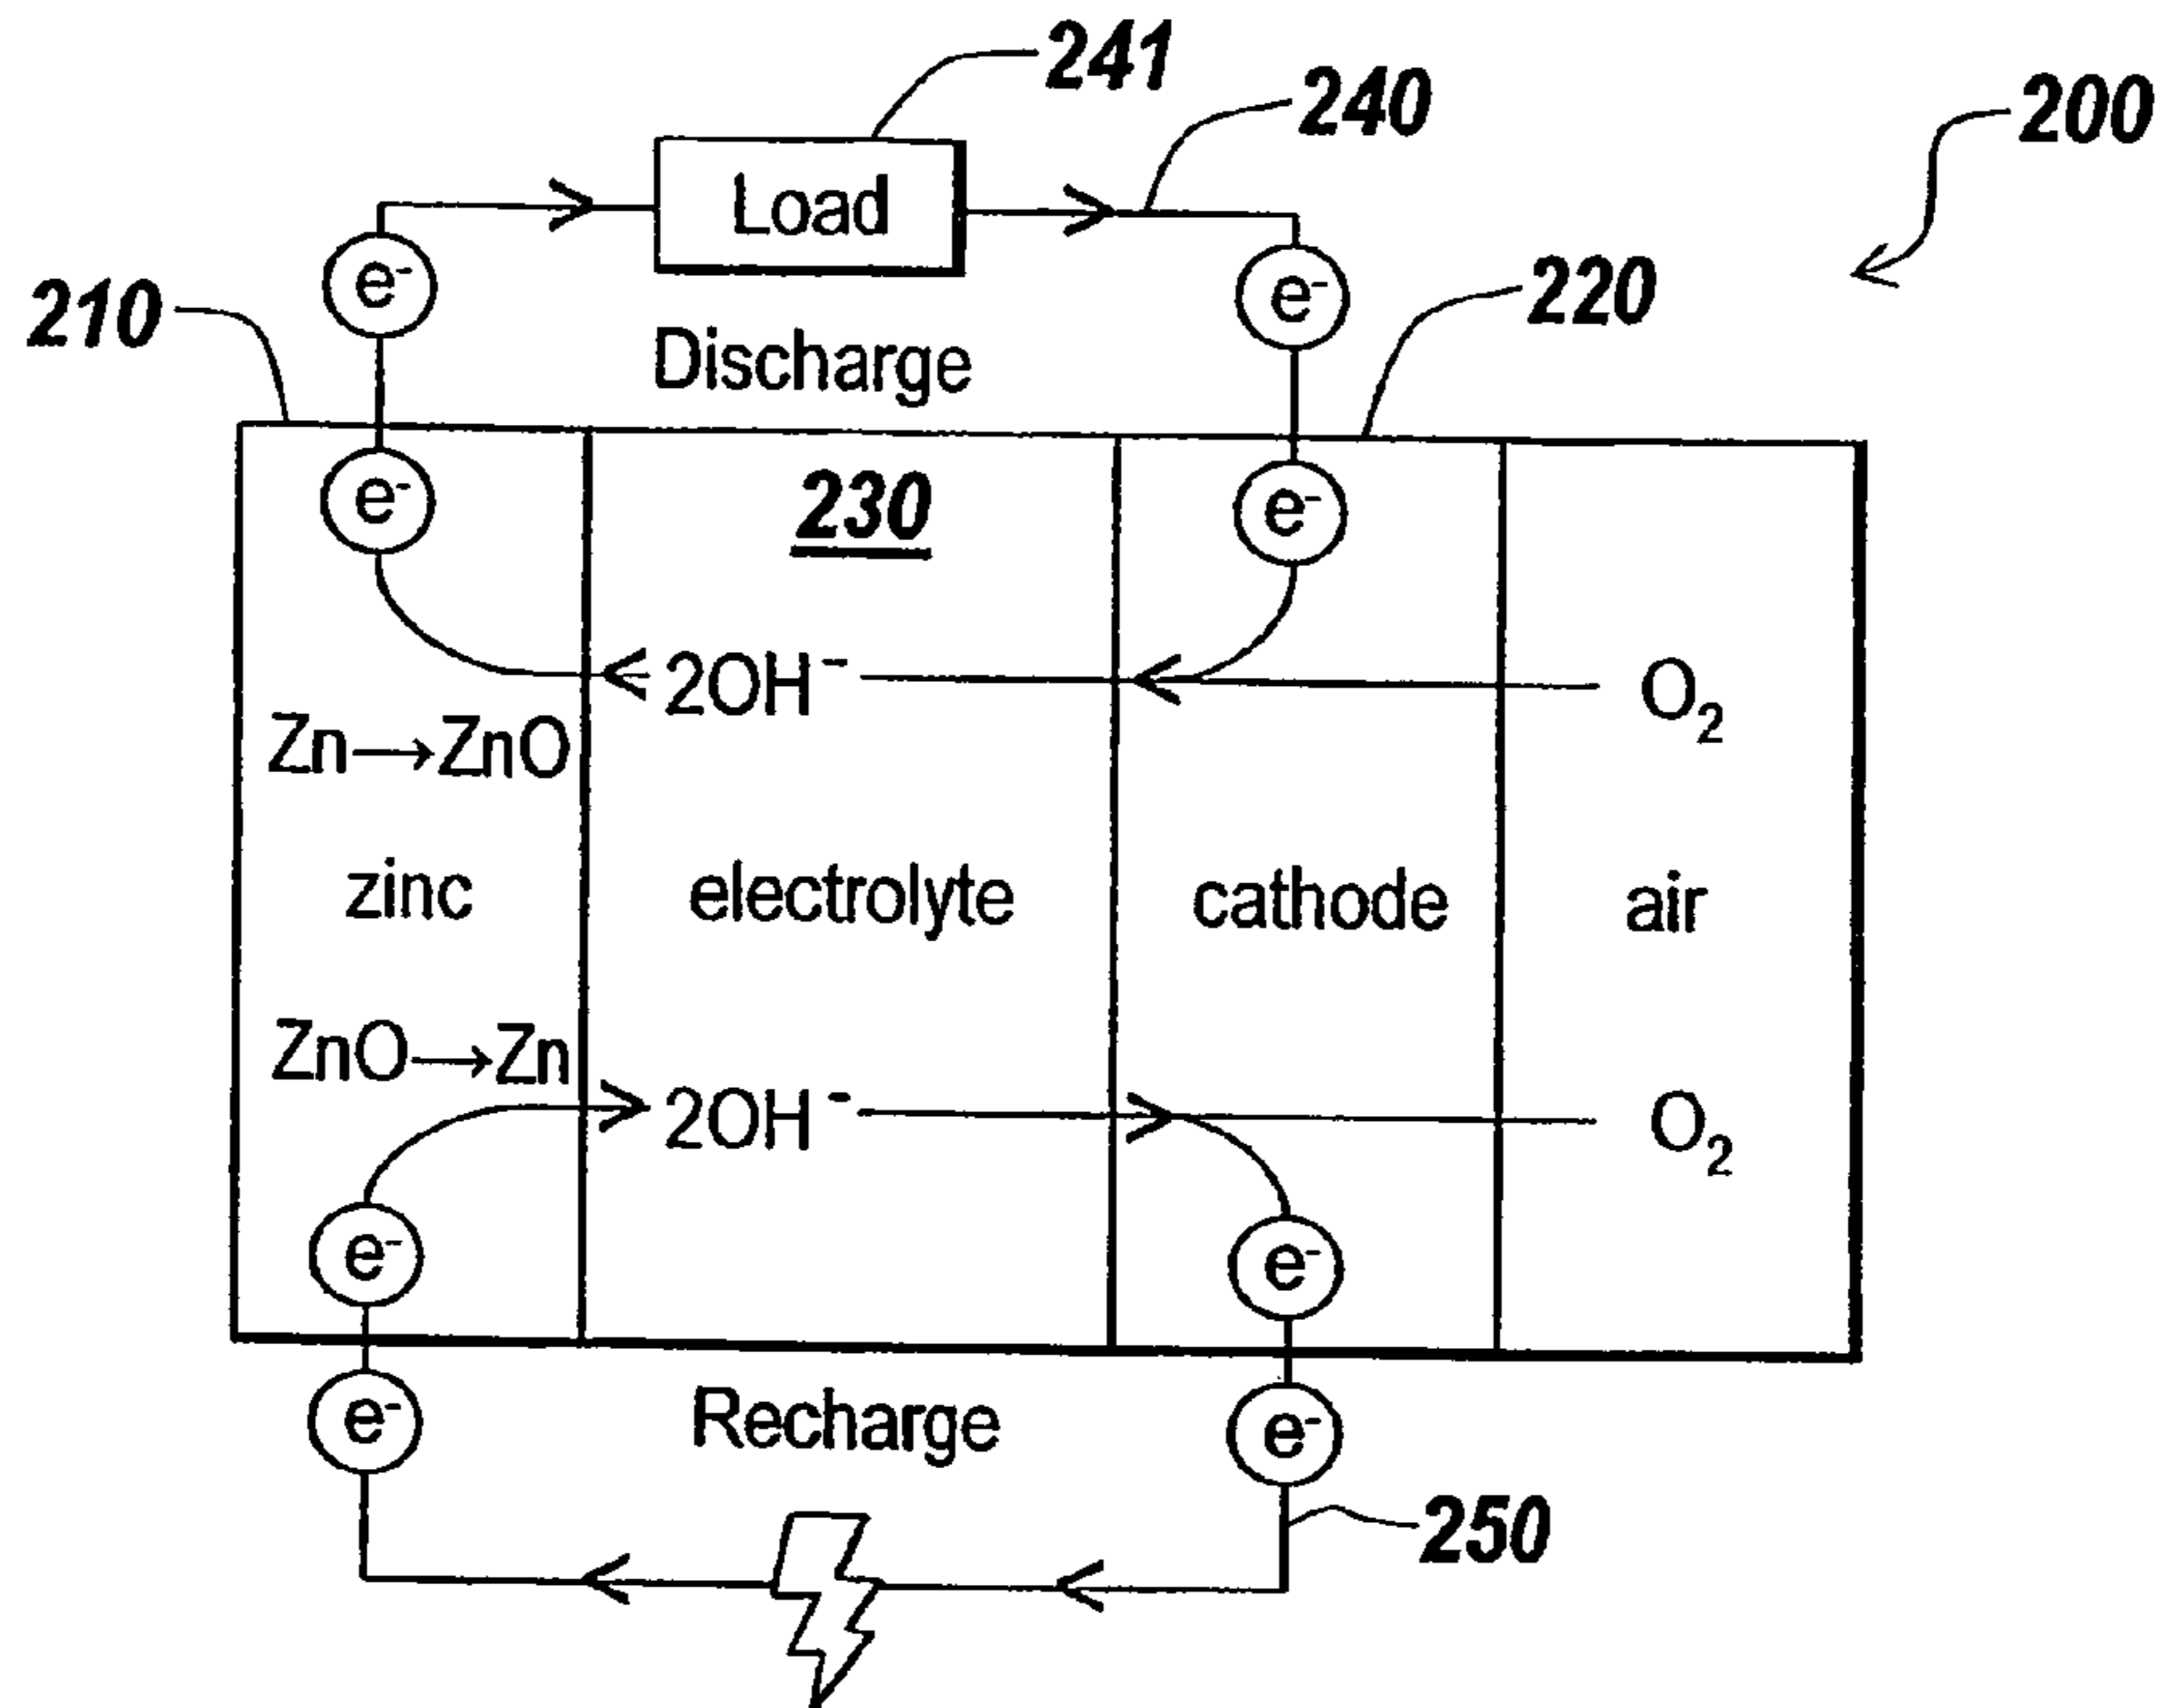 241
240
200
Load
e⁻
e⁻
210
220
Discharge
e⁻
230
e⁻
2OH⁻
O₂
Zn→ZnO
zinc
electrolyte
cathode
air
ZnO→Zn
2OH⁻
O₂
e⁻
e⁻
e⁻
Recharge
e⁻
250